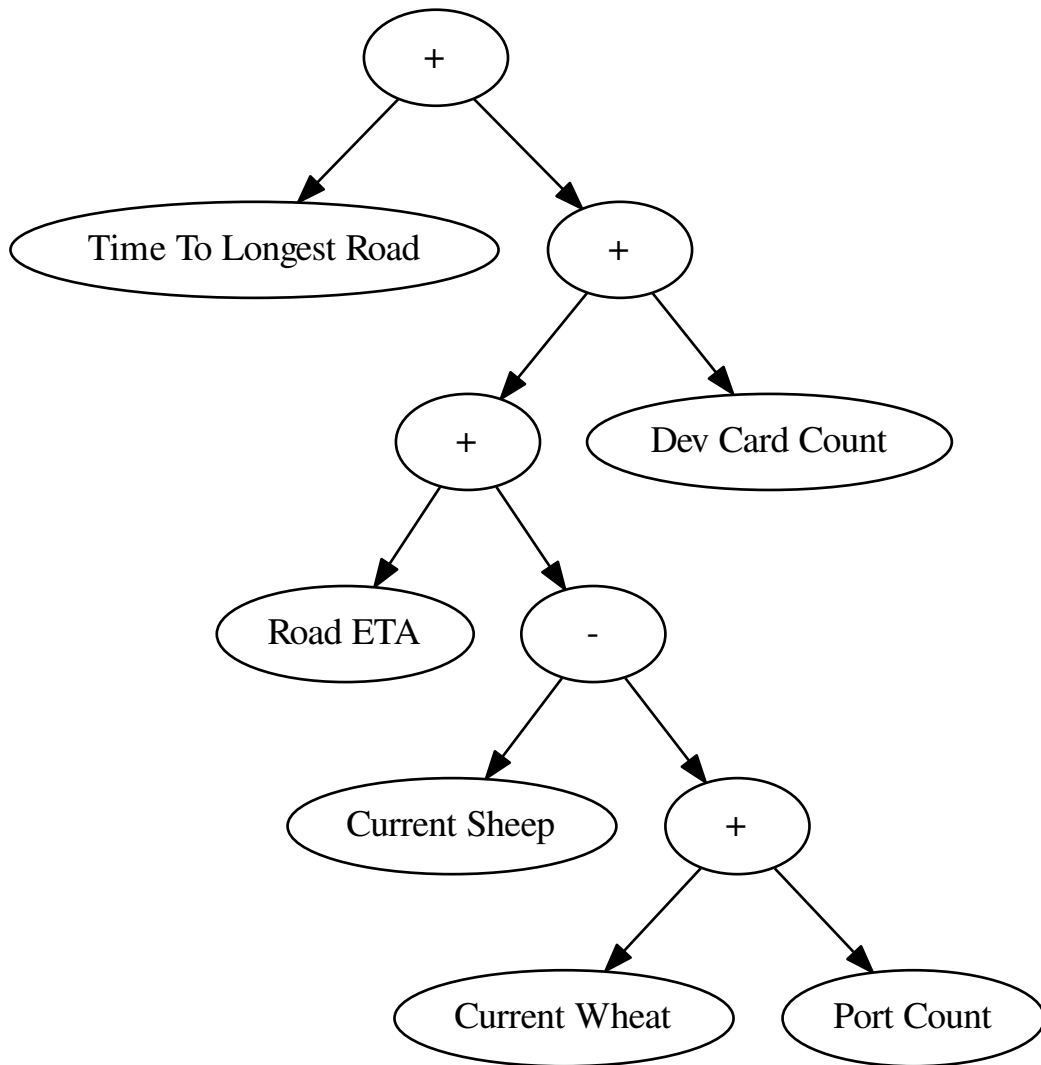 +
Time To Longest Road
+
+
Dev Card Count
Road ETA
-
Current Sheep
+
Current Wheat
Port Count